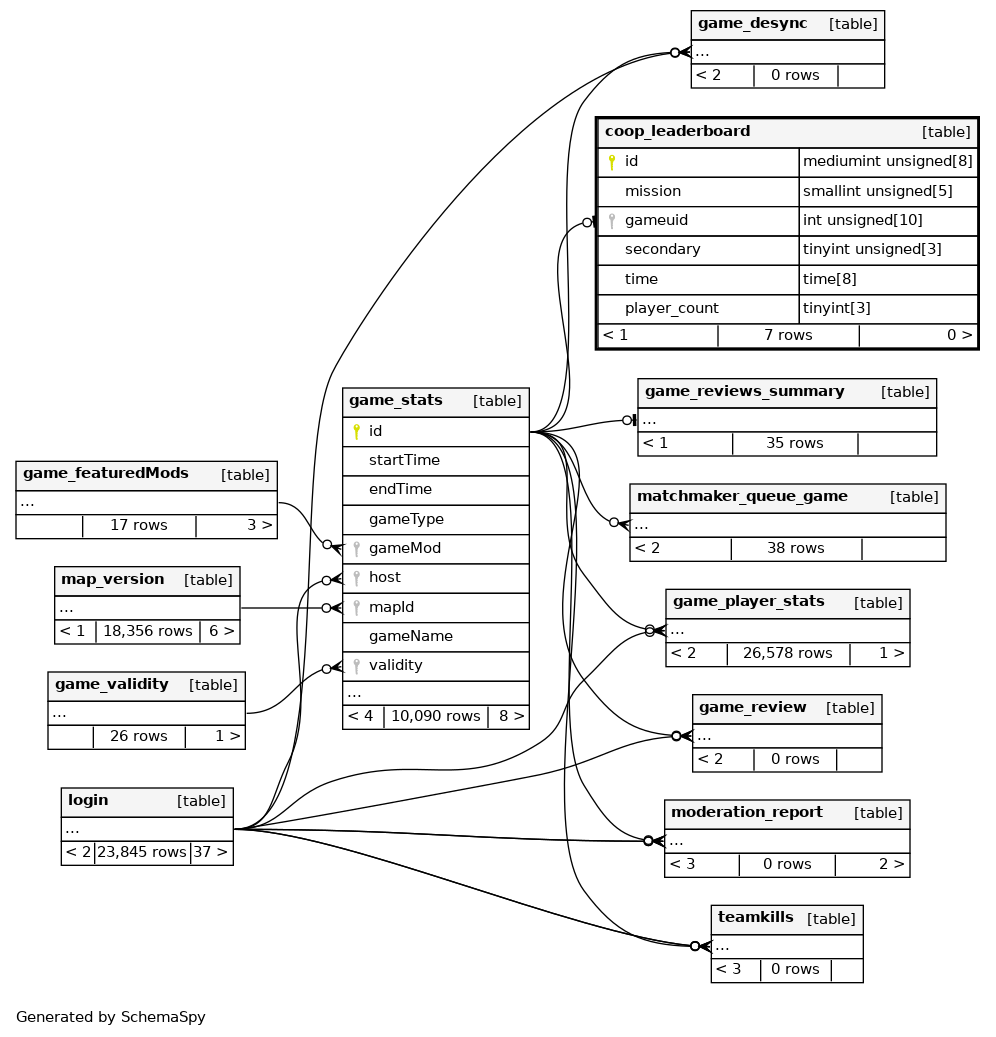 game_desync [table]
...
< 2 0 rows
coop_leaderboard [table]
id mediumint unsigned[8]
mission smallint unsigned[5]
gameuid int unsigned[10]
secondary tinyint unsigned[3]
time time[8]
player_count tinyint[3]
< 1 7 rows 0 >
game_reviews_summary [table]
...
< 1 35 rows
game_stats [table]
id
startTime
endTime
gameType
gameMod
host
mapId
gameName
validity
...
< 4 10,090 rows 8 >
game_featuredMods [table]
...
17 rows 3 >
matchmaker_queue_game [table]
...
< 2 38 rows
map_version [table]
...
< 1 18,356 rows 6 >
game_player_stats [table]
...
< 2 26,578 rows 1 >
game_validity [table]
...
26 rows 1 >
game_review [table]
...
< 2 0 rows
login [table]
...
< 2 23,845 rows 37 >
moderation_report [table]
...
< 3 0 rows 2 >
teamkills [table]
...
< 3 0 rows
Generated by SchemaSpy